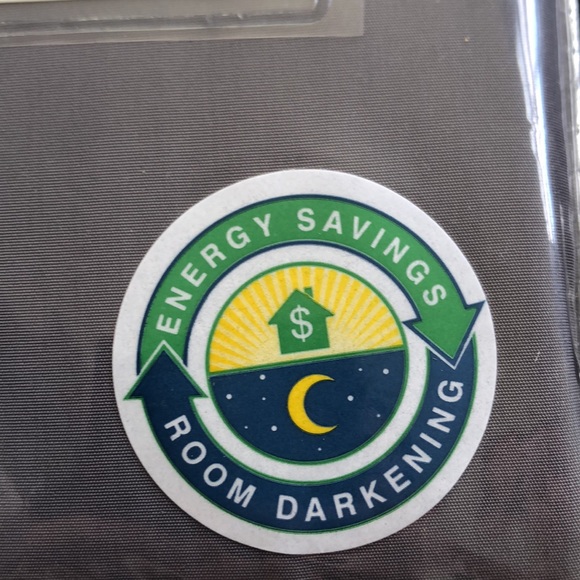 ENERGY SAVINGS
$
ROOM DARKENING